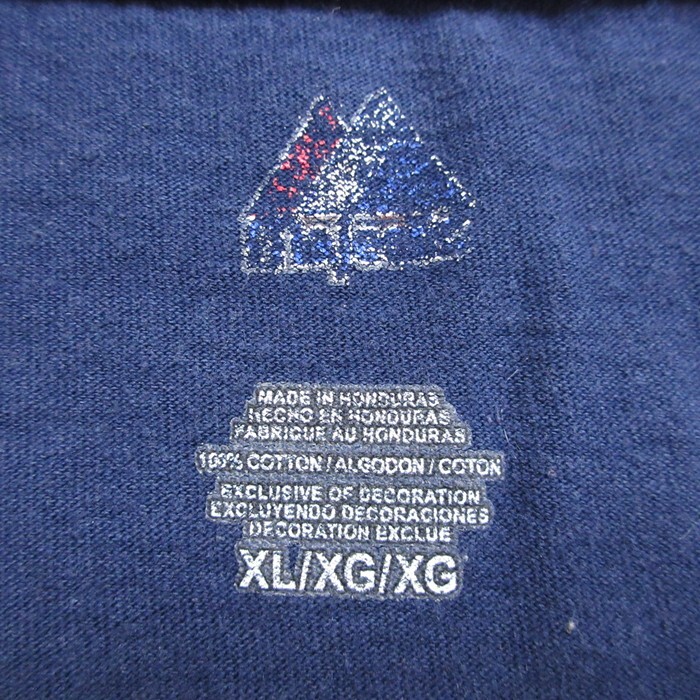 MADE IN HONDURAS
HECHO EN HONDURAS
FABRIQUE AU HONDURAS
100% COTTON / ALGODON / COTON
EXCLUSIVE OF DECORATION
EXCLUYENDO DECORACIONES
DECORATION EXCLUE
XL/XG/XG